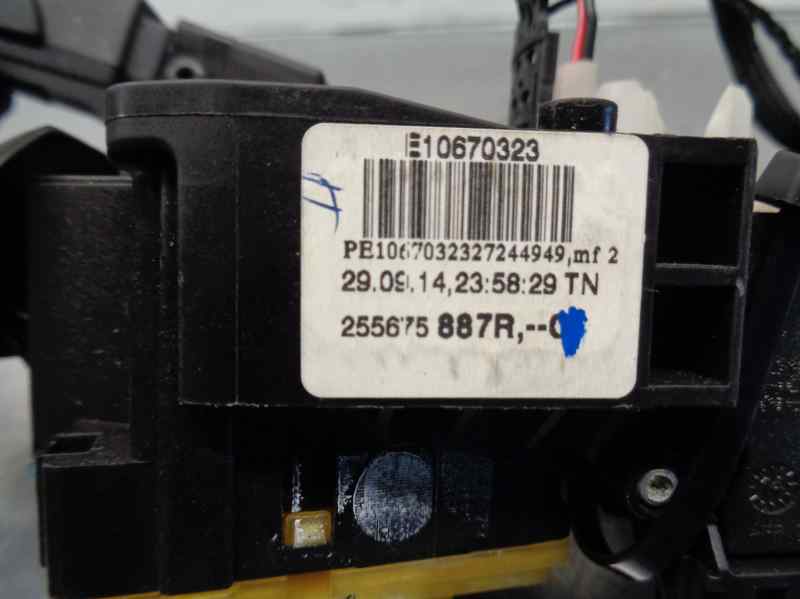 E10670323
PE1067032327244949,mf 2
29.09.14,23:58:29 TN
255675 887R,--